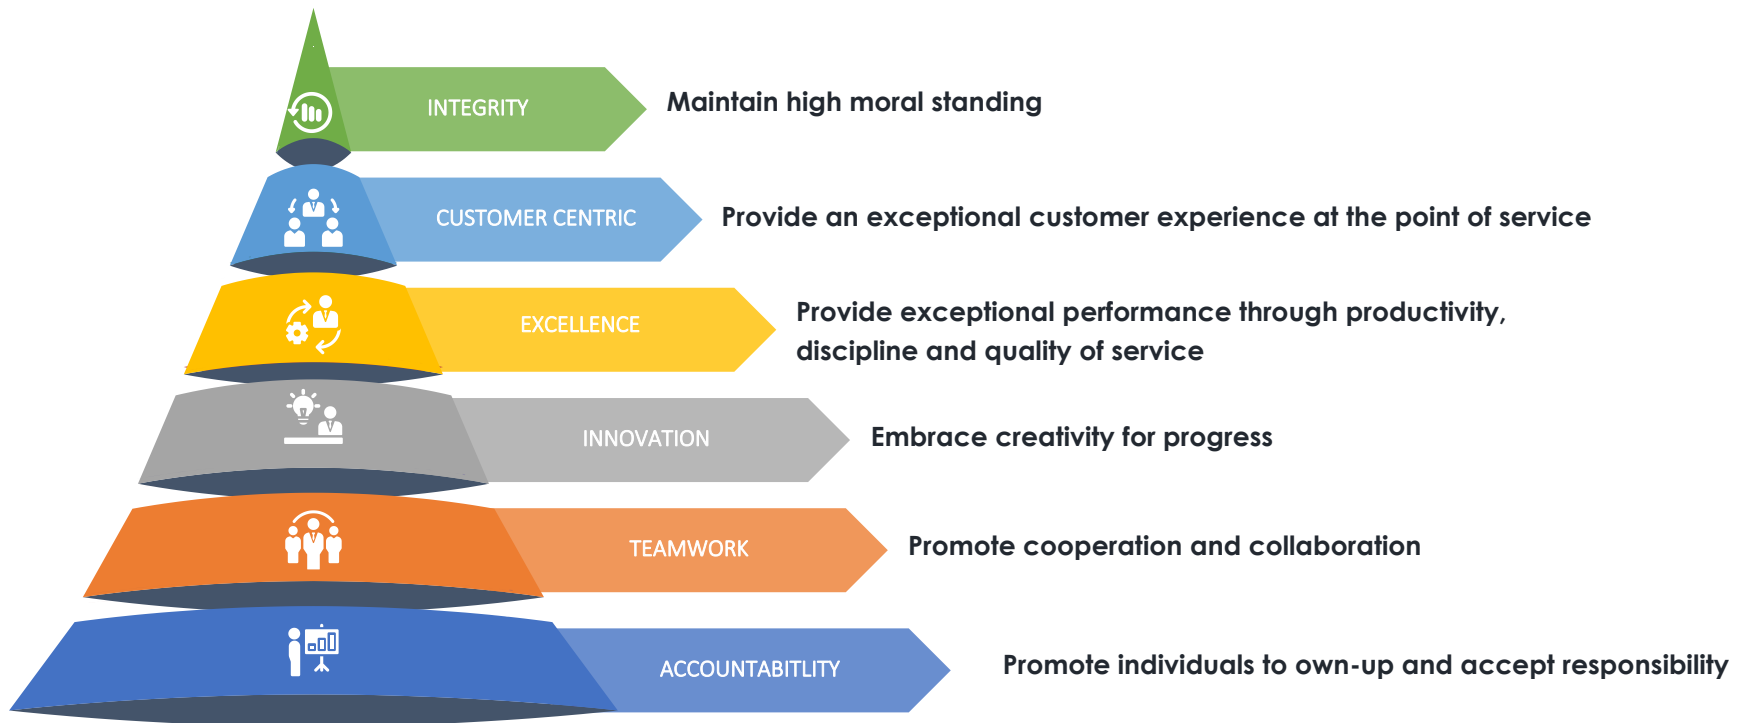 INTEGRITY
Maintain high moral standing
CUSTOMER CENTRIC
Provide an exceptional customer experience at the point of service
EXCELLENCE
Provide exceptional performance through productivity,
discipline and quality of service
INNOVATION
Embrace creativity for progress
TEAMWORK
Promote cooperation and collaboration
ACCOUNTABITLITY
Promote individuals to own-up and accept responsibility